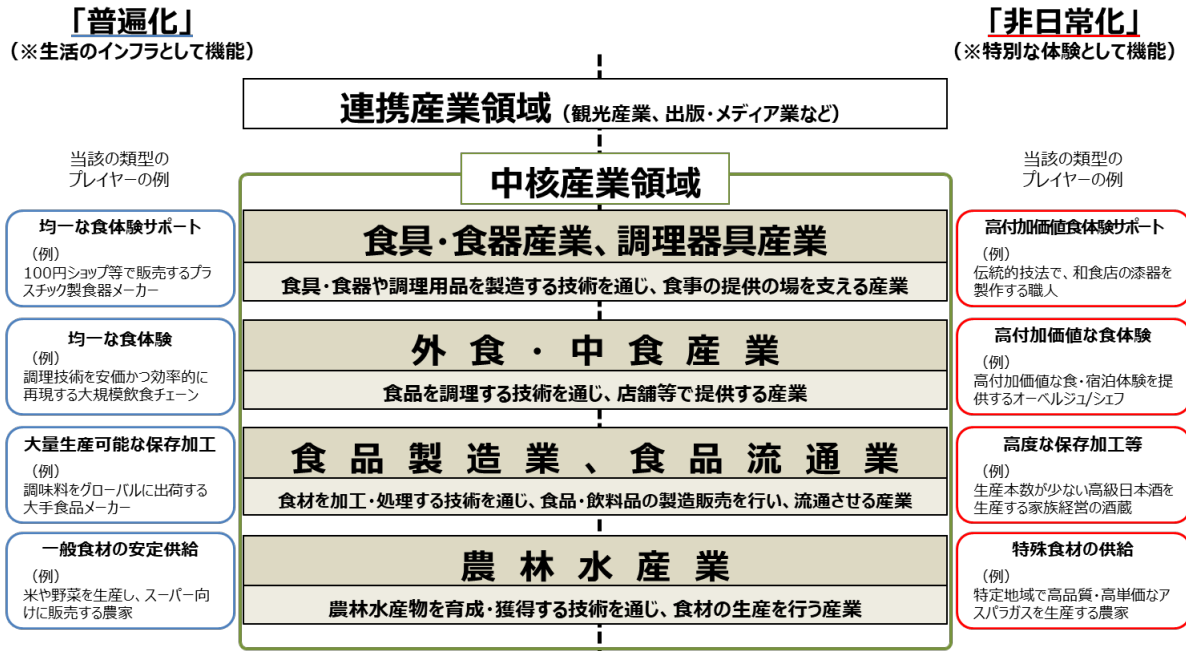 「普遍化」
(※生活のインフラとして機能)
「非日常化」
(※特別な体験として機能)
連携産業領域 (観光産業、出版・メディア業など)
当該の類型の
プレイヤーの例
中核産業領域
当該の類型の
プレイヤーの例
均一な食体験サポート
(例)
100円ショップ等で販売するプラ
スチック製食器メーカー
食具・食器産業、調理器具産業
食具・食器や調理用品を製造する技術を通じ、食事の提供の場を支える産業
高付加価値食体験サポート
(例)
伝統的技法で、和食店の漆器を
製作する職人
均一な食体験
(例)
調理技術を安価かつ効率的に
再現する大規模飲食チェーン
外食・中食産業
食品を調理する技術を通じ、店舗等で提供する産業
高付加価値な食体験
(例)
高付加価値な食・宿泊体験を提
供するオーベルジュ/シェフ
大量生産可能な保存加工
(例)
調味料をグローバルに出荷する
大手食品メーカー
食品製造業、食品流通業
食材を加工・処理する技術を通じ、食品・飲料品の製造販売を行い、流通させる産業
高度な保存加工等
(例)
生産本数が少ない高級日本酒を
生産する家族経営の酒蔵
一般食材の安定供給
(例)
米や野菜を生産し、スーパー向
けに販売する農家
農林水産業
農林水産物を育成・獲得する技術を通じ、食材の生産を行う産業
特殊食材の供給
(例)
特定地域で高品質・高単価なア
スパラガスを生産する農家